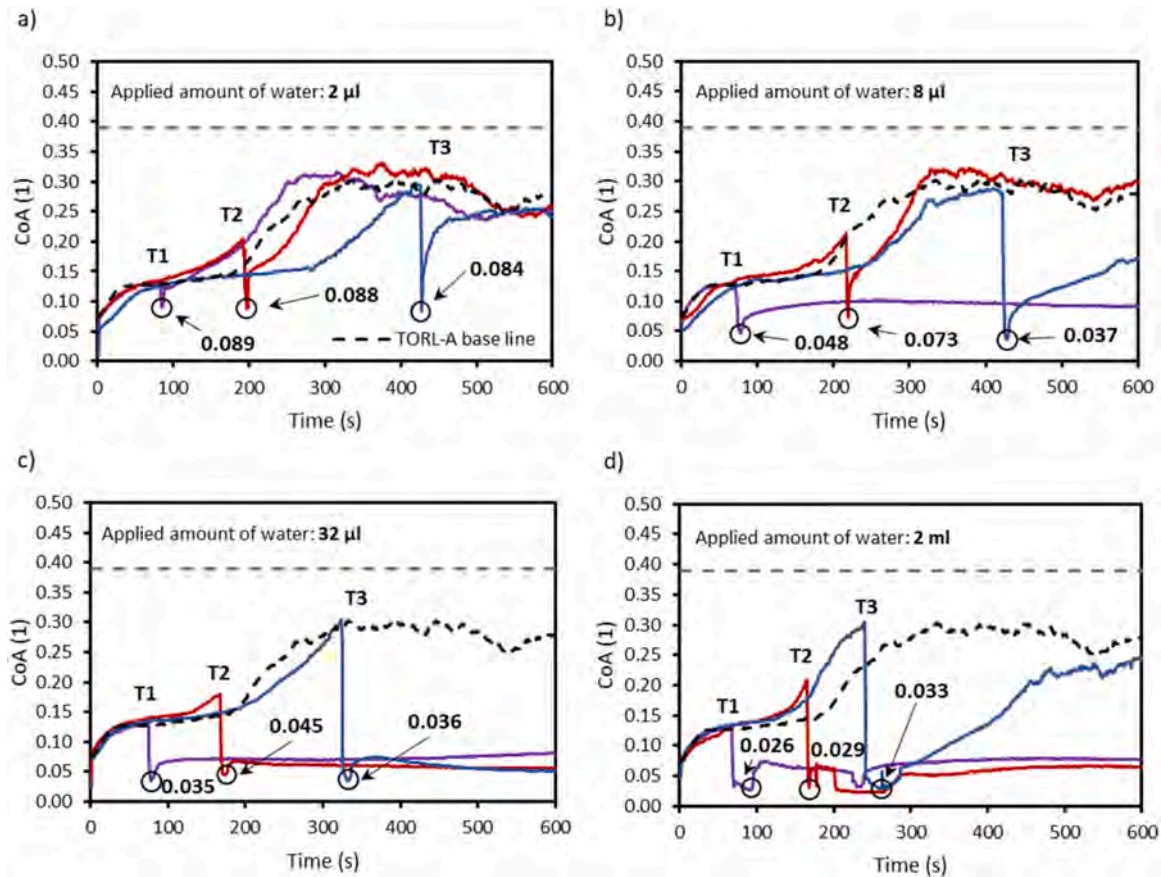 a)
0.50
0.45
0.40
0.35
0.30
0.25
0.20
0.15
0.10
0.05
0.00
CoA (1)
Applied amount of water: 2 µl
T1
T2
T3
0.089
0.088
0.084
TORL-A base line
0 100 200 300 400 500 600
Time (s)
b)
0.50
0.45
0.40
0.35
0.30
0.25
0.20
0.15
0.10
0.05
0.00
CoA (1)
Applied amount of water: 8 µl
T1
T2
T3
0.048
0.073
0.037
0 100 200 300 400 500 600
Time (s)
c)
0.50
0.45
0.40
0.35
0.30
0.25
0.20
0.15
0.10
0.05
0.00
CoA (1)
Applied amount of water: 32 µl
T1
T2
T3
0.035
0.045
0.036
0 100 200 300 400 500 600
Time (s)
d)
0.50
0.45
0.40
0.35
0.30
0.25
0.20
0.15
0.10
0.05
0.00
CoA (1)
Applied amount of water: 2 ml
T1
T2
T3
0.026
0.029
0.033
0 100 200 300 400 500 600
Time (s)